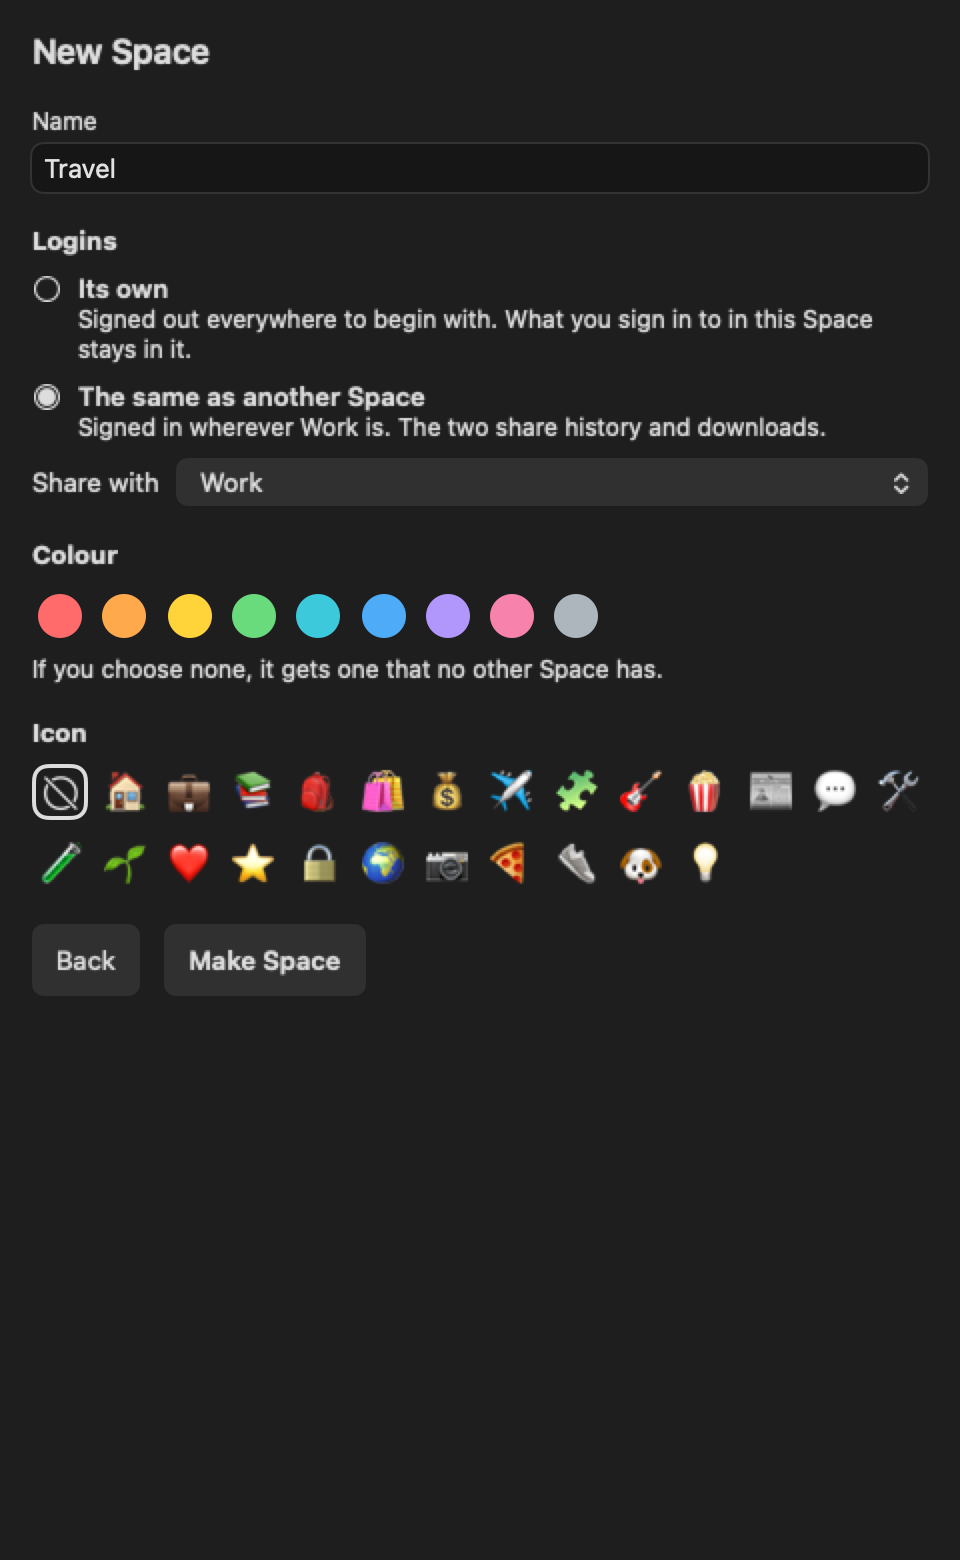 New Space
Name
Travel
Logins
Its own
Signed out everywhere to begin with. What you sign in to in this Space
stays in it.
The same as another Space
Signed in wherever Work is. The two share history and downloads.
Share with Work
Colour
If you choose none, it gets one that no other Space has.
Icon
Back Make Space